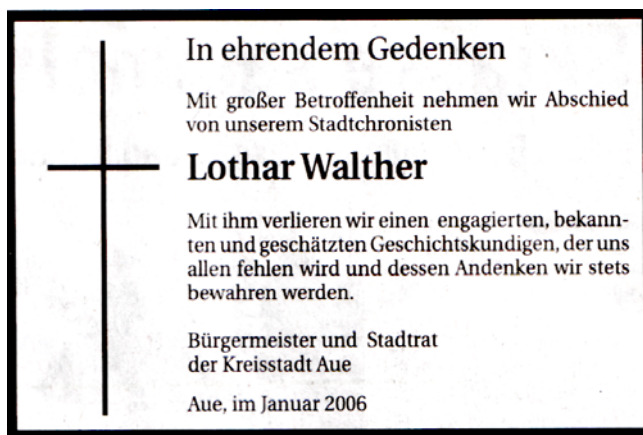 In ehrendem Gedenken
Mit großer Betroffenheit nehmen wir Abschied
von unserem Stadtchronisten
Lothar Walther
Mit ihm verlieren wir einen engagierten, bekann-
ten und geschätzten Geschichtskundigen, der uns
allen fehlen wird und dessen Andenken wir stets
bewahren werden.
Bürgermeister und Stadtrat
der Kreisstadt Aue
Aue, im Januar 2006